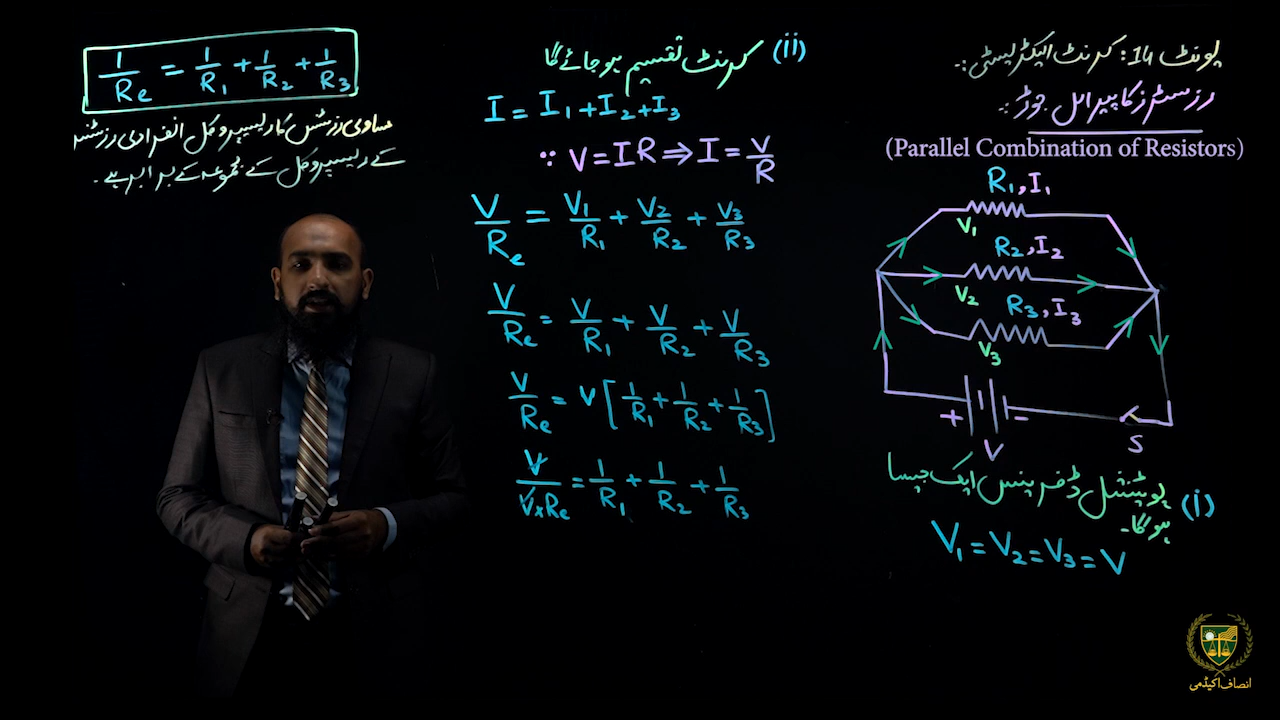 یونٹ 14: کرنٹ الیکٹریسٹی :-
رزسٹرز کا پیرالل جوڑ :-
(Parallel Combination of Resistors)
R₁, I₁
V₁
R₂, I₂
V₂
R₃, I₃
V₃
+ -
V
S
(i) پوٹینشل ڈفرینس ایک جیسا
ہوگا۔
V₁ = V₂ = V₃ = V
(ii) کرنٹ تقسیم ہو جائے گا
I = I₁ + I₂ + I₃
∵ V = IR ⇒ I = V/R
V/Rₑ = V₁/R₁ + V₂/R₂ + V₃/R₃
V/Rₑ = V/R₁ + V/R₂ + V/R₃
V/Rₑ = V [1/R₁ + 1/R₂ + 1/R₃]
V/(V×Rₑ) = 1/R₁ + 1/R₂ + 1/R₃
1/Rₑ = 1/R₁ + 1/R₂ + 1/R₃
مساوی رزسٹنس کا ریسیپروکل انفرادی رزسٹنسز
کے ریسیپروکل کے مجموعہ کے برابر ہے۔
انصاف اکیڈمی